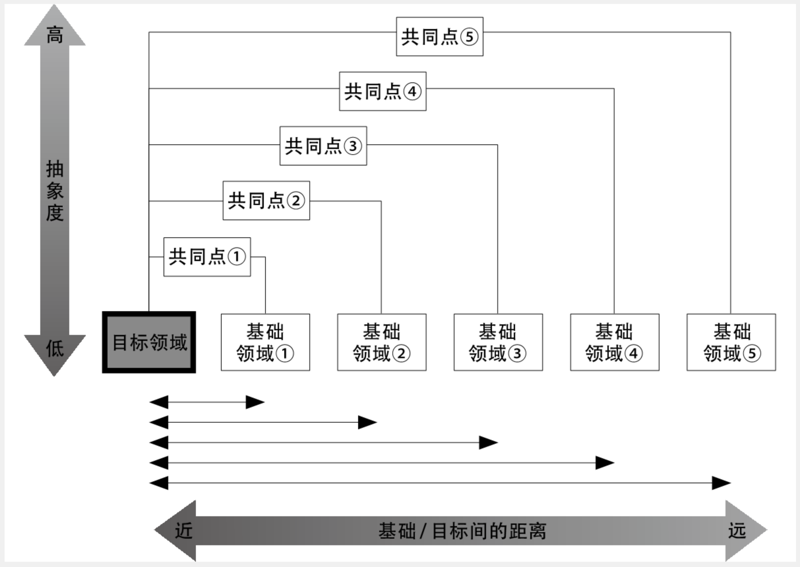 高
共同点⑤
共同点④
共同点③
抽象度
共同点②
共同点①
低
目标领域
基础
领域①
基础
领域②
基础
领域③
基础
领域④
基础
领域⑤
近
基础/目标间的距离
远